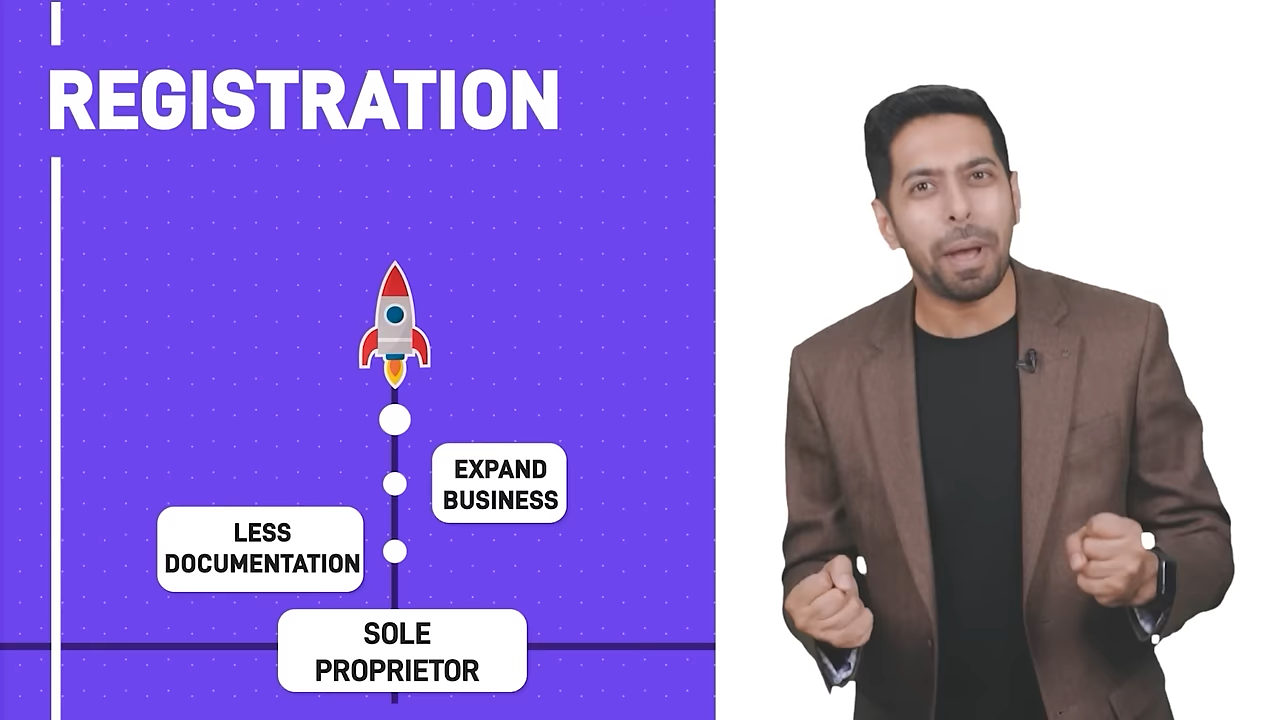 REGISTRATION
EXPAND
BUSINESS
LESS
DOCUMENTATION
SOLE
PROPRIETOR